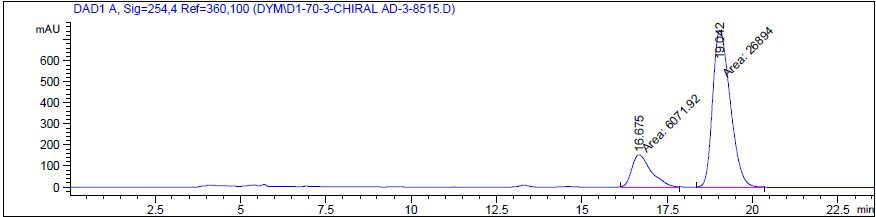 DAD1 A, Sig=254,4 Ref=360,100 (DYM\D1-70-3-CHIRAL AD-3-8515.D)
mAU
600
500
400
300
200
100
0
16.675
Area: 6071.92
19.042
Area: 26894
2.5 5 7.5 10 12.5 15 17.5 20 22.5 min